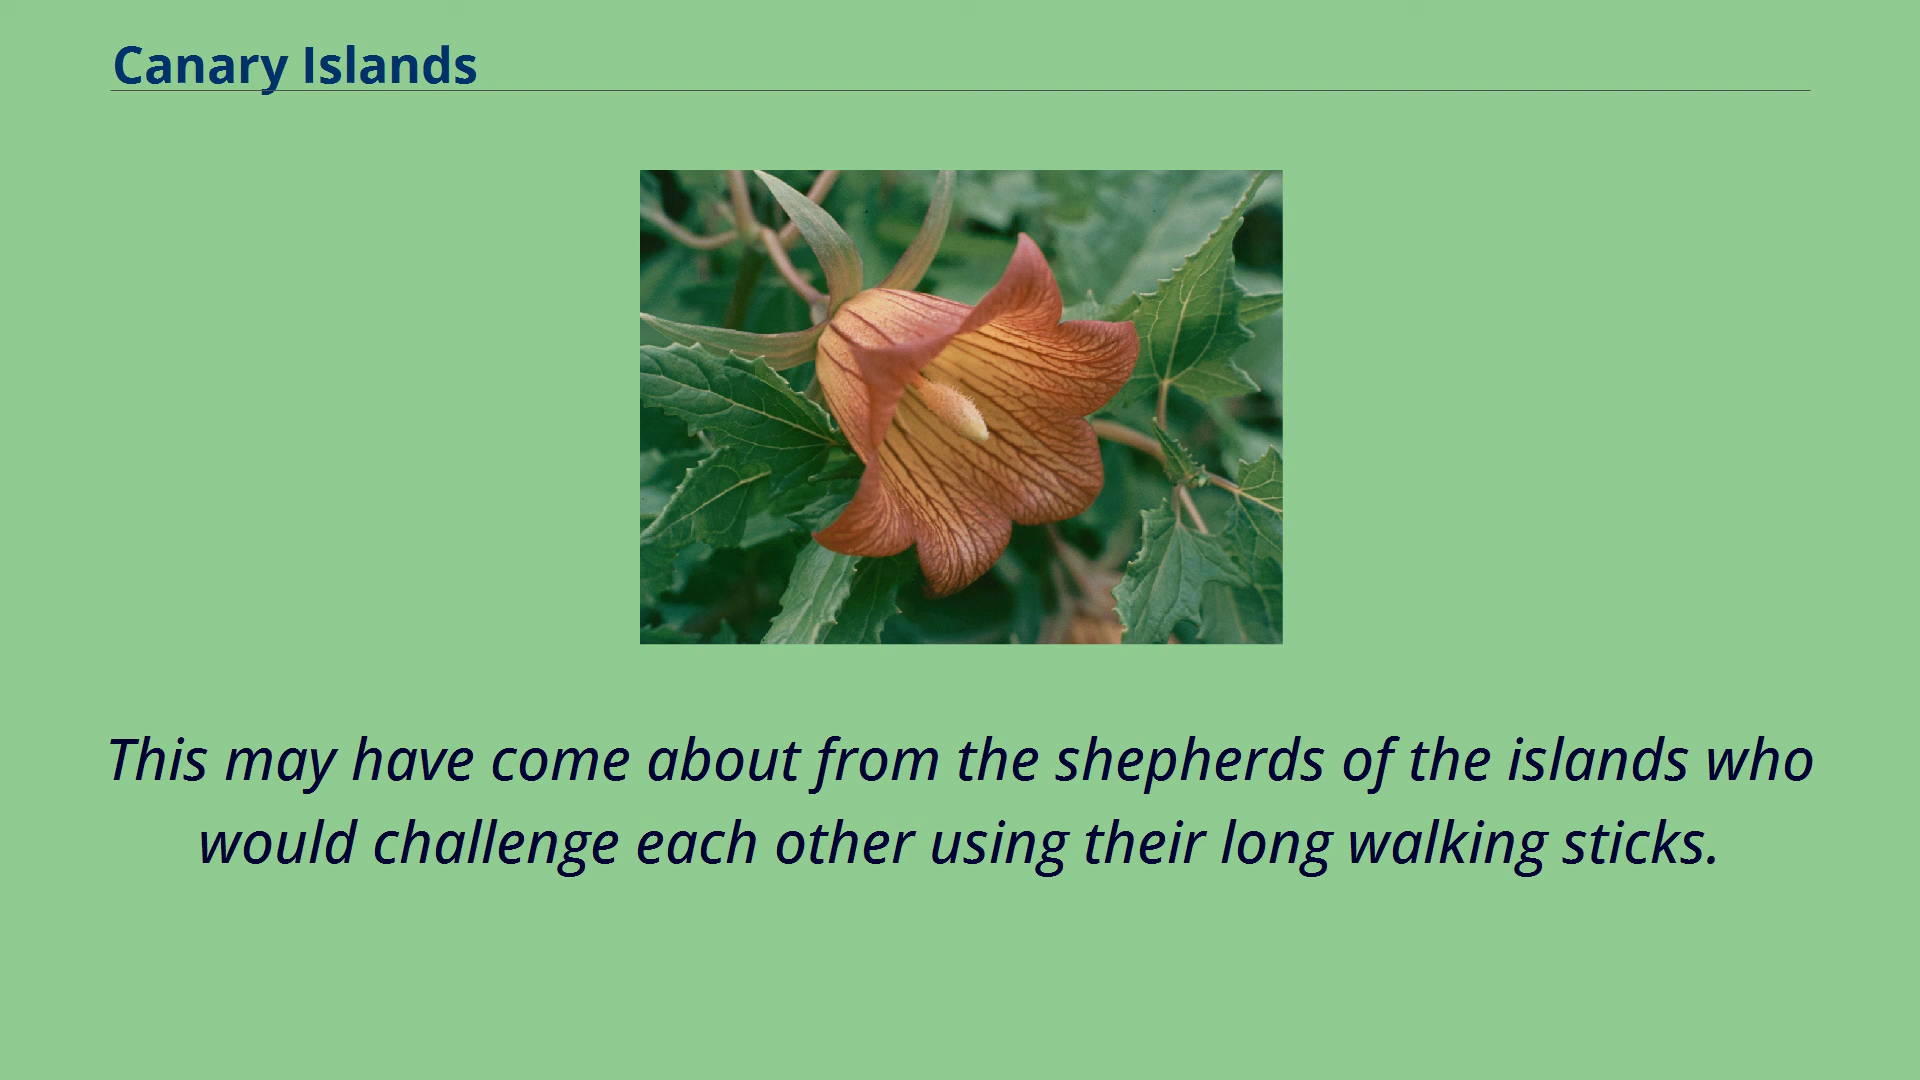 Canary Islands
This may have come about from the shepherds of the islands who
would challenge each other using their long walking sticks.